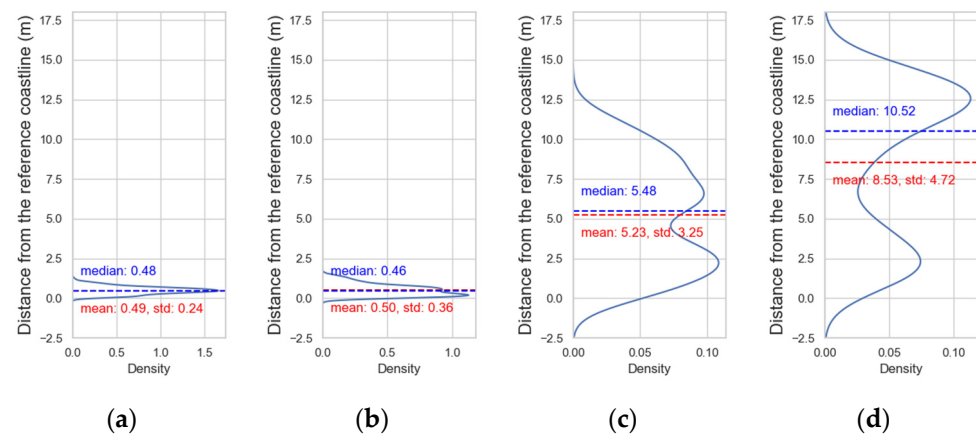 Distance from the reference coastline (m)
17.5
15.0
12.5
10.0
7.5
5.0
2.5
0.0
−2.5
median: 0.48
mean: 0.49, std: 0.24
0.0 0.5 1.0 1.5
Density
(a)
Distance from the reference coastline (m)
17.5
15.0
12.5
10.0
7.5
5.0
2.5
0.0
−2.5
median: 0.46
mean: 0.50, std: 0.36
0.0 0.5 1.0
Density
(b)
Distance from the reference coastline (m)
17.5
15.0
12.5
10.0
7.5
5.0
2.5
0.0
−2.5
median: 5.48
mean: 5.23, std: 3.25
0.00 0.05 0.10
Density
(c)
Distance from the reference coastline (m)
17.5
15.0
12.5
10.0
7.5
5.0
2.5
0.0
−2.5
median: 10.52
mean: 8.53, std: 4.72
0.00 0.05 0.10
Density
(d)